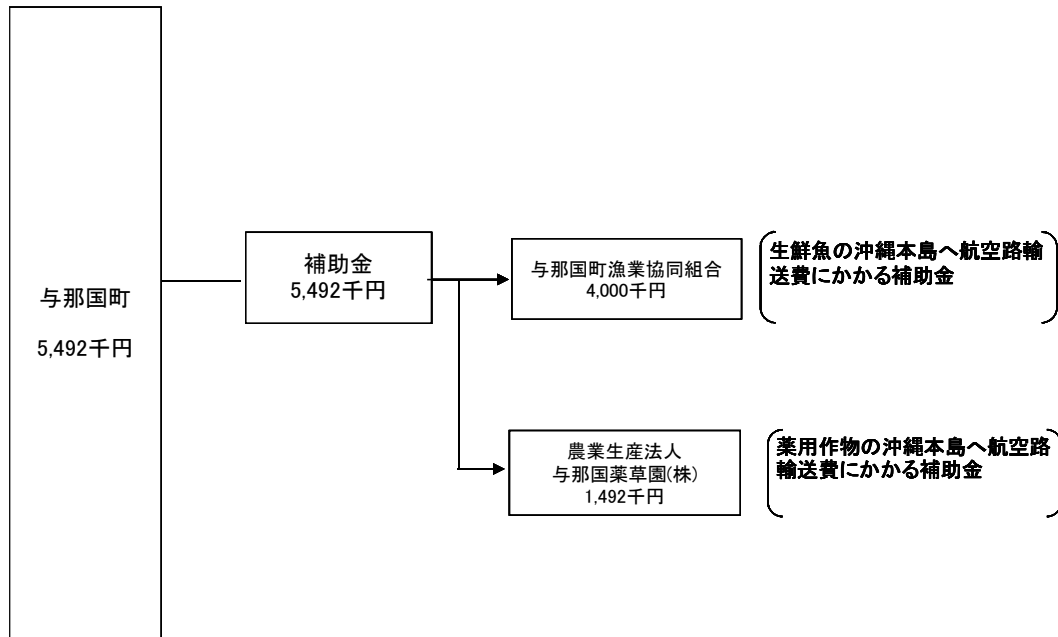 与那国町
5,492千円
補助金
5,492千円
与那国町漁業協同組合
4,000千円
生鮮魚の沖縄本島へ航空路輸
送費にかかる補助金
農業生産法人
与那国薬草園(株)
1,492千円
薬用作物の沖縄本島へ航空路
輸送費にかかる補助金